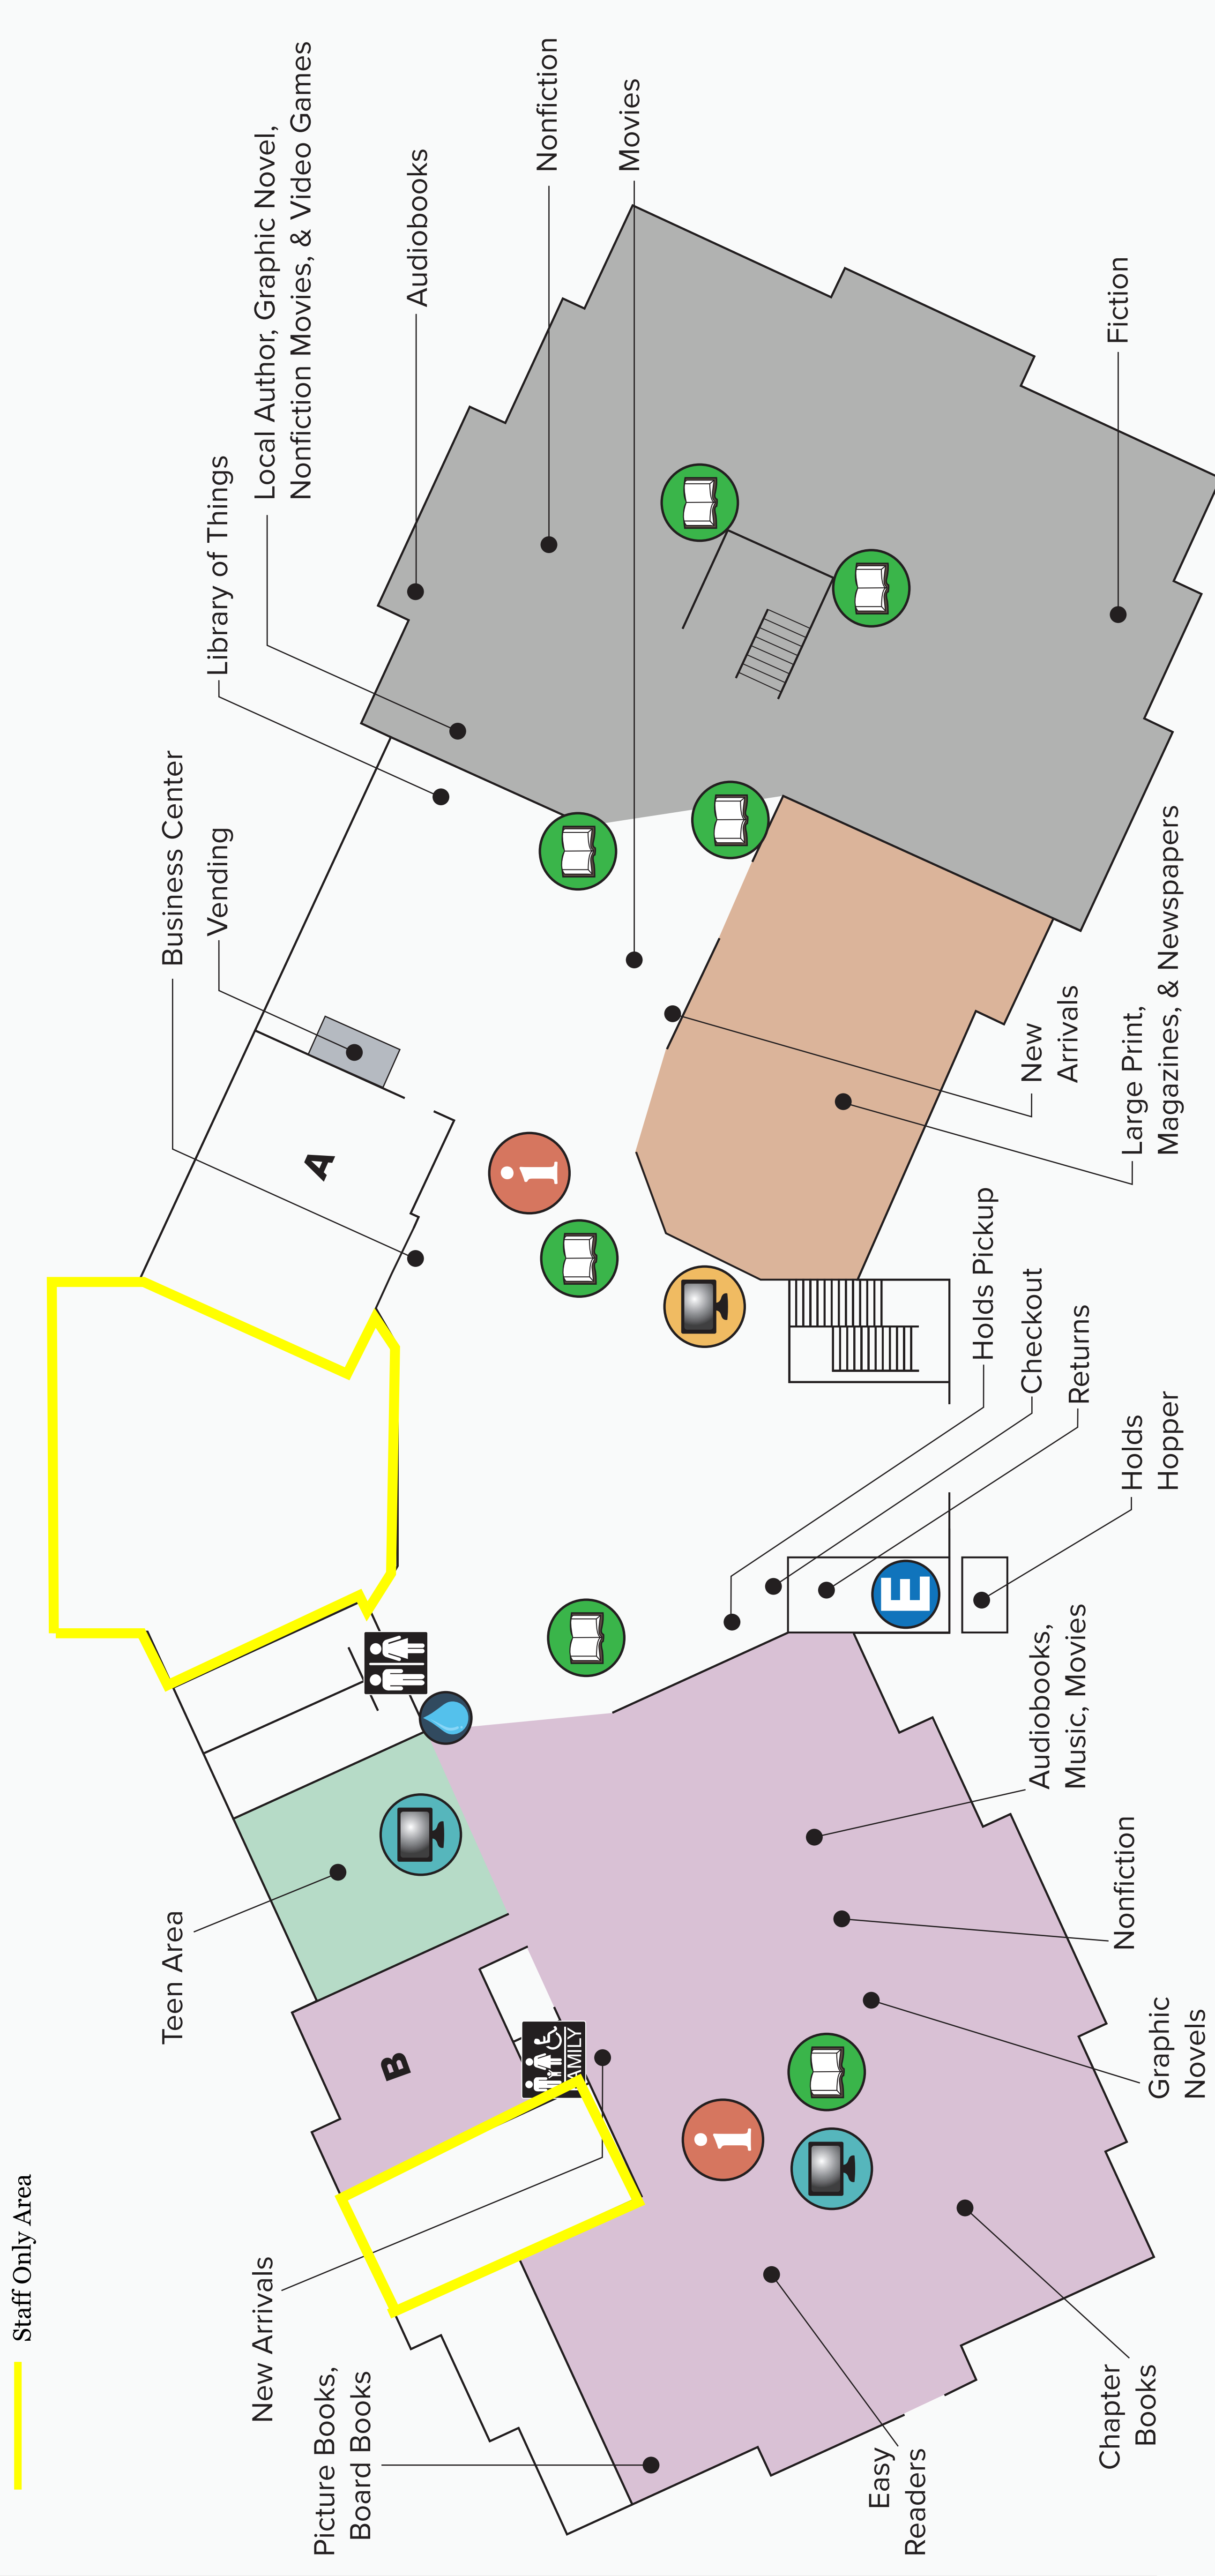 Staff Only Area
Picture Books,
Board Books
New Arrivals
Teen Area
Business Center
Vending
Library of Things
Local Author, Graphic Novel,
Nonfiction Movies, & Video Games
Audiobooks
Nonfiction
Movies
A
B
AMILY
i
i
E
Easy
Readers
Chapter
Books
Graphic
Novels
Nonfiction
Audiobooks,
Music, Movies
Holds
Hopper
Returns
Checkout
Holds Pickup
Large Print,
Magazines, & Newspapers
New
Arrivals
Fiction